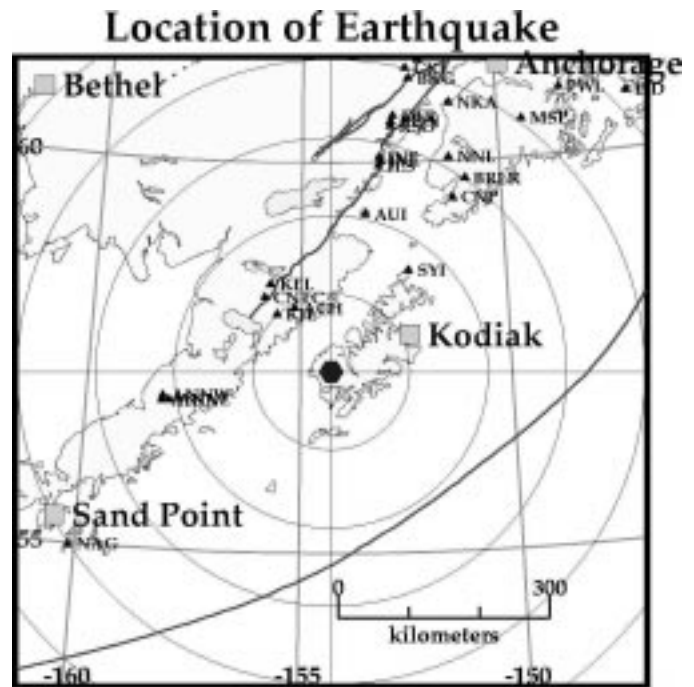 Location of Earthquake
Anchorage
Bethel
NKA
MSP
60
NNL
BRLR
CNP
AUI
SYI
KEL
Kodiak
Sand Point
55
NAG
0 300
kilometers
-160 -155 -150